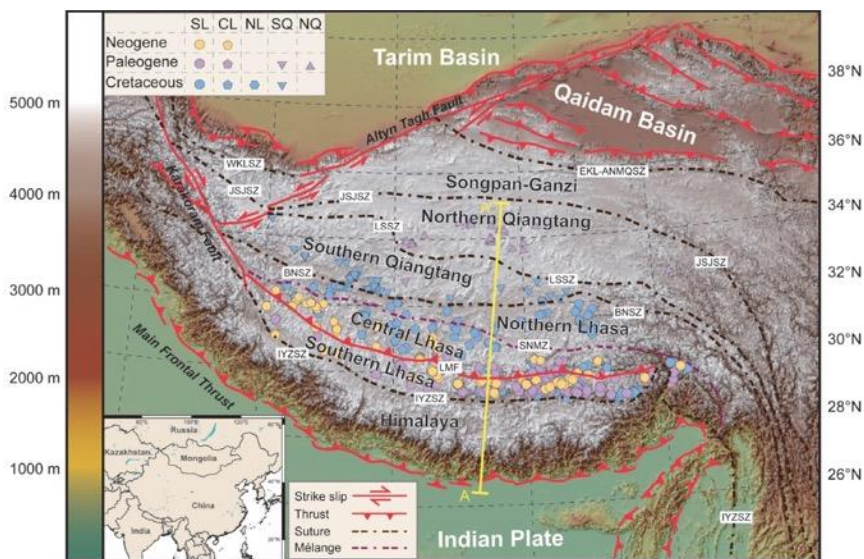 SL CL NL SQ NQ
Neogene
Paleogene
Cretaceous
5000 m
4000 m
3000 m
2000 m
1000 m
38°N
36°N
34°N
32°N
30°N
28°N
26°N
Tarim Basin
Qaidam Basin
Altyn Tagh Fault
WKLSZ
EKL-ANMQSZ
JSJSZ
JSJSZ
Songpan-Ganzi
Karakoram Fault
Northern Qiangtang
LSSZ
Southern Qiangtang
JSJSZ
BNSZ
LSSZ
BNSZ
Northern Lhasa
Central Lhasa
SNMZ
Southern Lhasa
LMF
IYZSZ
IYZSZ
Main Frontal Thrust
Himalaya
A
Indian Plate
IYZSZ
Russia
Kazakhstan
Mongolia
China
India
Strike slip
Thrust
Suture
Mélange